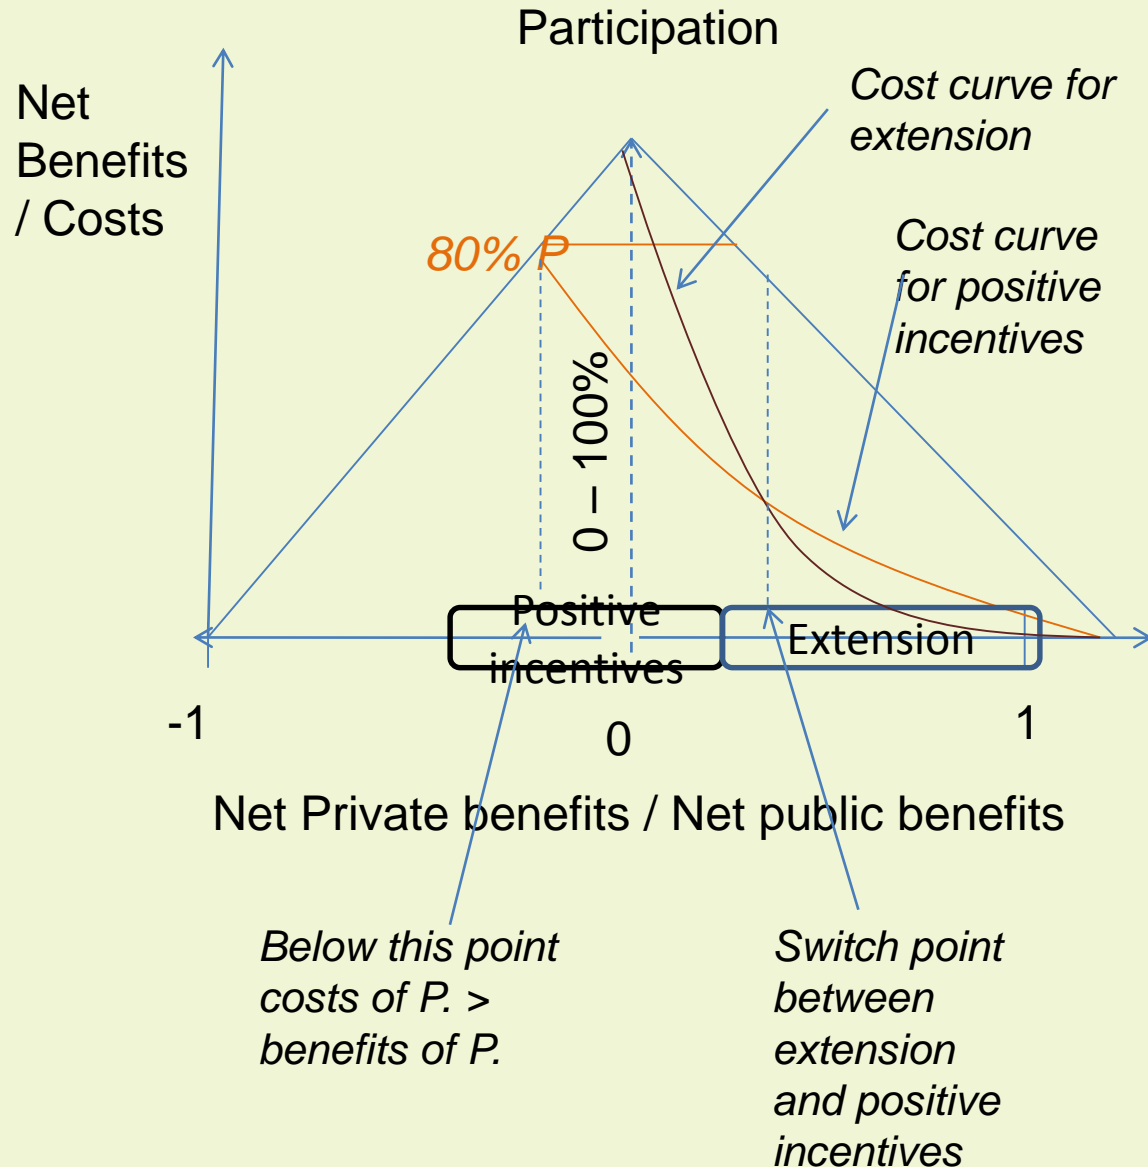 Participation
Net
Benefits
/ Costs
Cost curve for
extension
Cost curve
for positive
incentives
80% P
0 – 100%
Positive
incentives
Extension
-1
0
1
Net Private benefits / Net public benefits
Below this point
costs of P. >
benefits of P.
Switch point
between
extension
and positive
incentives